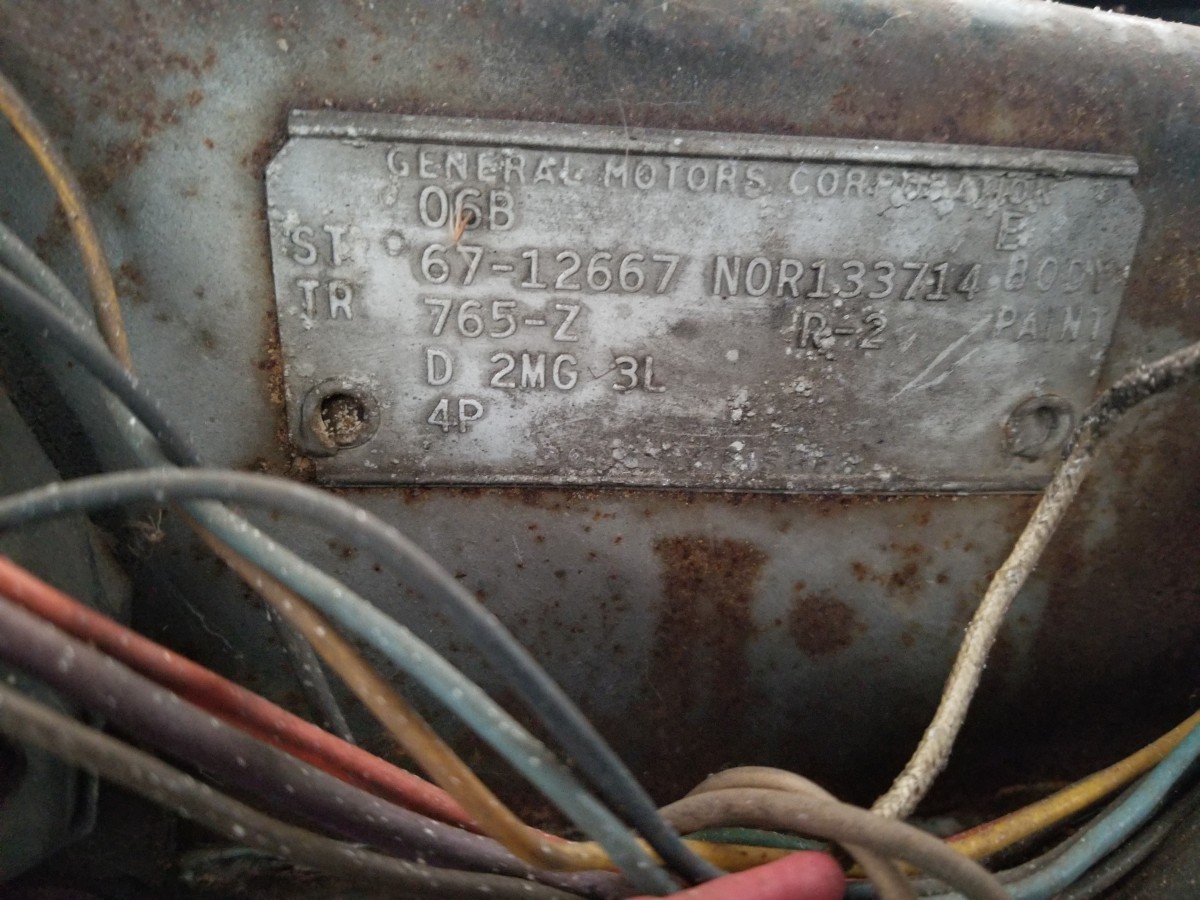 GENERAL MOTORS CORPORATION
06B E
ST 67-12667 NOR133714 BODY
TR 765-Z R-2 PAINT
D 2MG 3L
4P